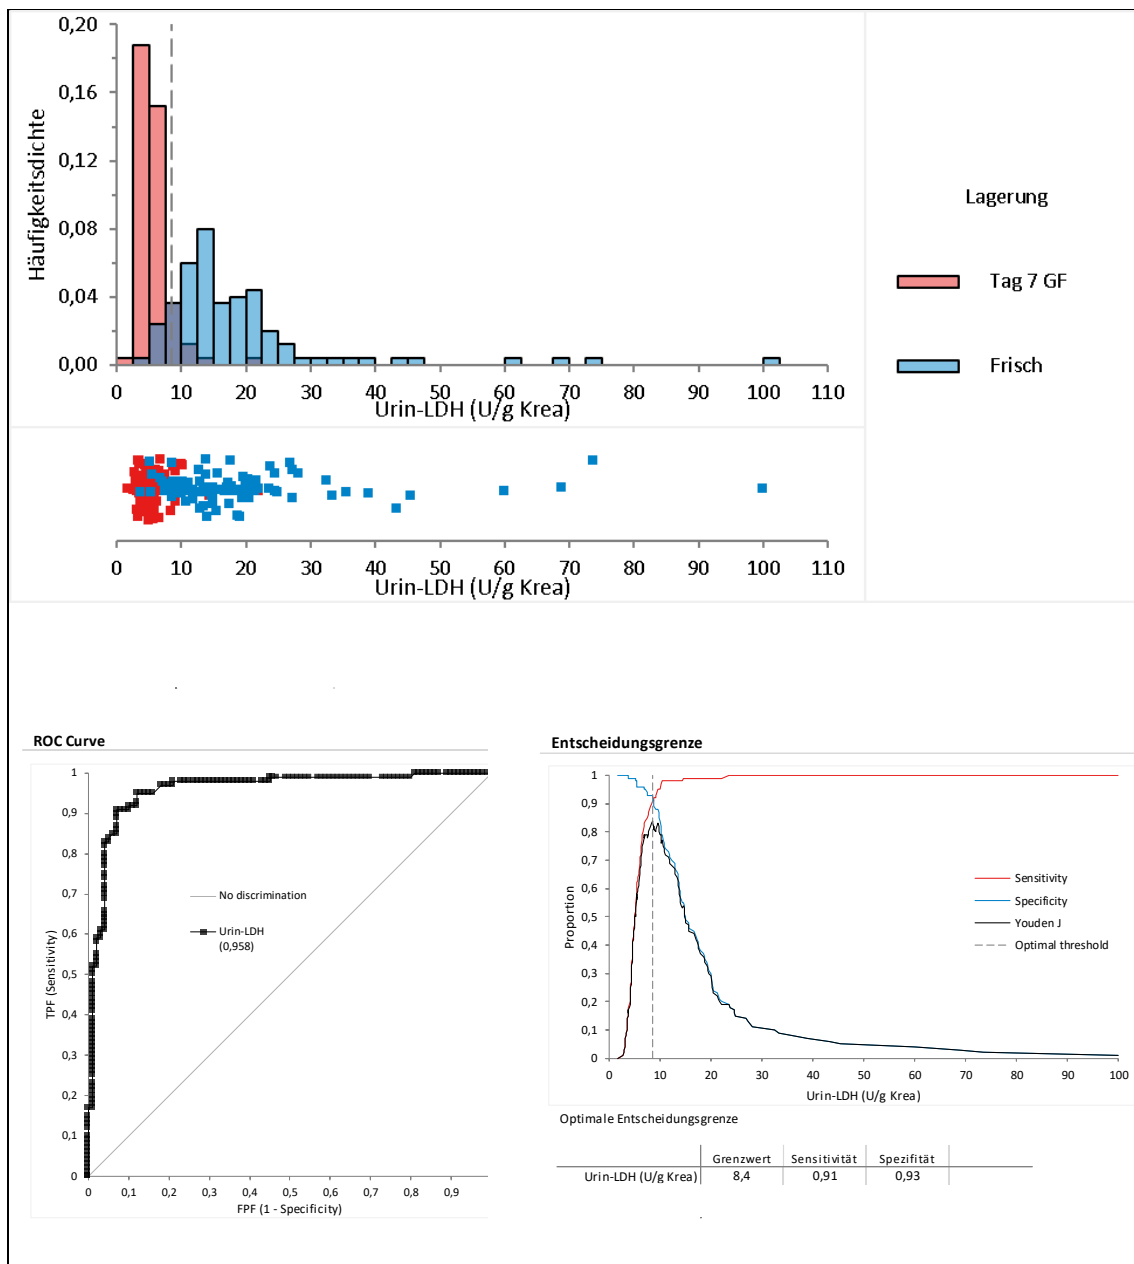 0,20
0,16
0,12
0,08
0,04
0,00
Häufigkeitsdichte
0 10 20 30 40 50 60 70 80 90 100 110
Urin-LDH (U/g Krea)
Lagerung
Tag 7 GF
Frisch
0 10 20 30 40 50 60 70 80 90 100 110
Urin-LDH (U/g Krea)
ROC Curve
1
0,9
0,8
0,7
0,6
0,5
0,4
0,3
0,2
0,1
0
TPF (Sensitivity)
No discrimination
Urin-LDH
(0,958)
0 0,1 0,2 0,3 0,4 0,5 0,6 0,7 0,8 0,9
FPF (1 - Specificity)
Entscheidungsgrenze
1
0,9
0,8
0,7
0,6
0,5
0,4
0,3
0,2
0,1
0
Proportion
Sensitivity
Specificity
Youden J
Optimal threshold
0 10 20 30 40 50 60 70 80 90 100
Urin-LDH (U/g Krea)
Optimale Entscheidungsgrenze
Grenzwert Sensitivität Spezifität
Urin-LDH (U/g Krea) 8,4 0,91 0,93